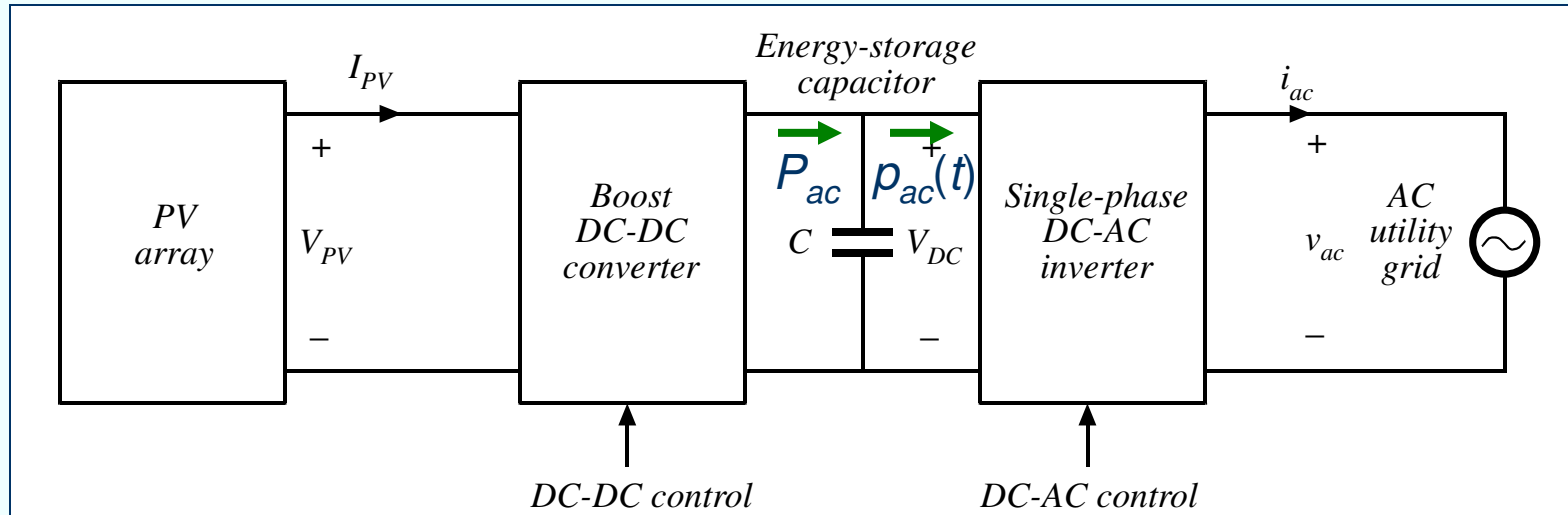 Energy-storage
capacitor
I_PV
i_ac
+
+
+
P_ac
p_ac(t)
PV
array
V_PV
Boost
DC-DC
converter
C
V_DC
Single-phase
DC-AC
inverter
v_ac
AC
utility
grid
–
–
–
DC-DC control
DC-AC control